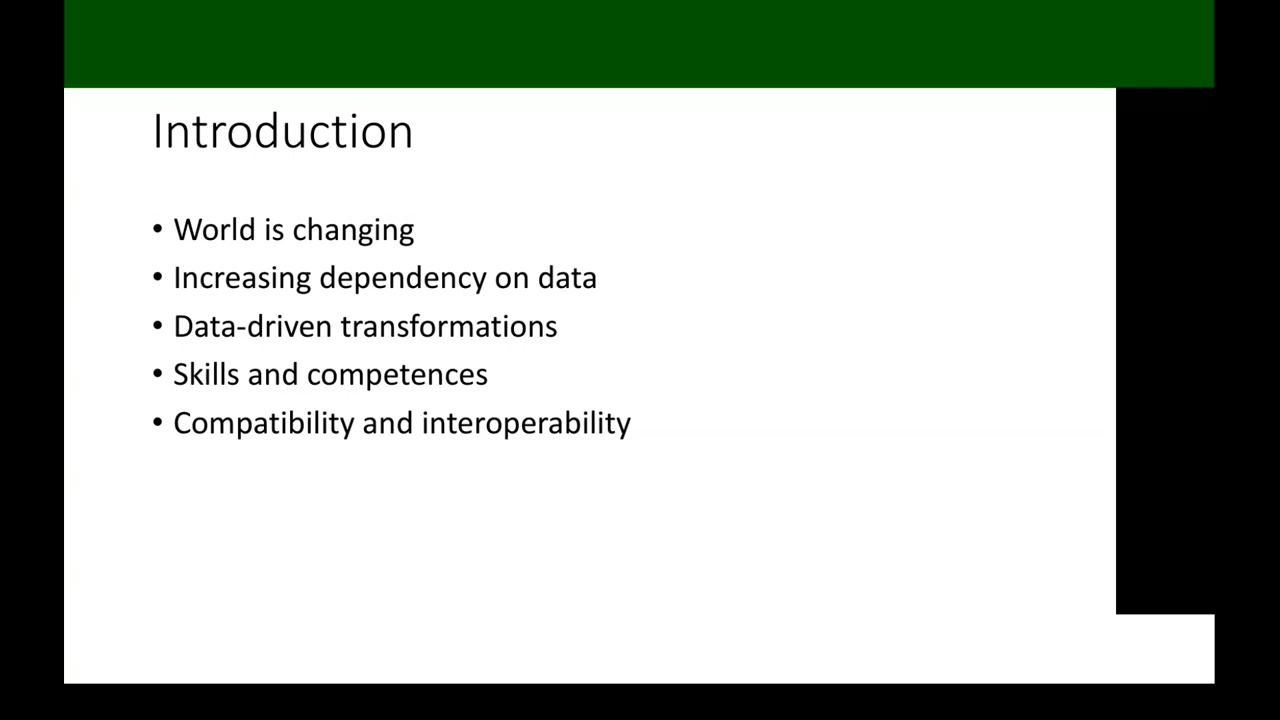 Introduction
• World is changing
• Increasing dependency on data
• Data-driven transformations
• Skills and competences
• Compatibility and interoperability